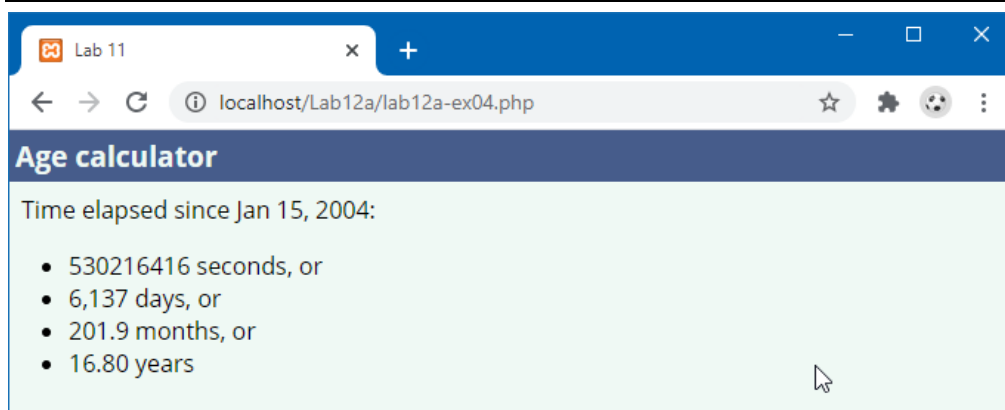 Lab 11
localhost/Lab12a/lab12a-ex04.php
Age calculator
Time elapsed since Jan 15, 2004:
530216416 seconds, or
6,137 days, or
201.9 months, or
16.80 years